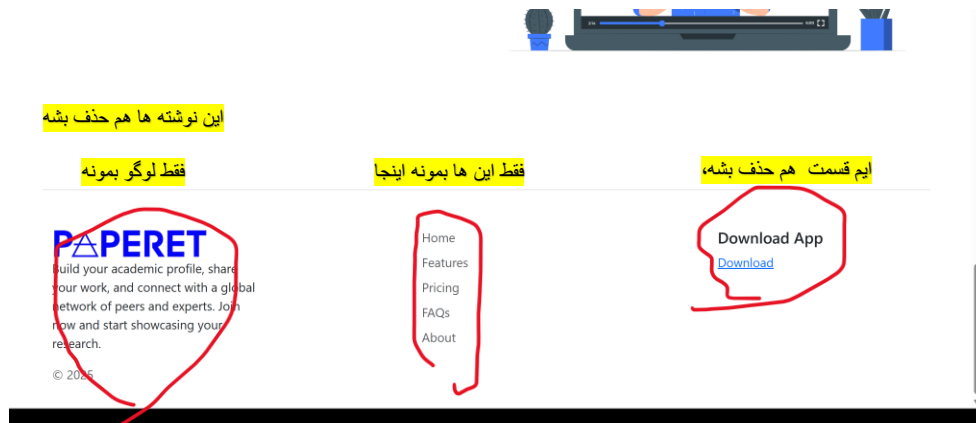 این نوشته ها هم حذف بشه
فقط لوگو بمونه
فقط این ها بمونه اینجا
ایم قسمت هم حذف بشه،
PAPERET
Build your academic profile, share
your work, and connect with a global
network of peers and experts. Join
now and start showcasing your
research.
© 2025
Home
Features
Pricing
FAQs
About
Download App
Download